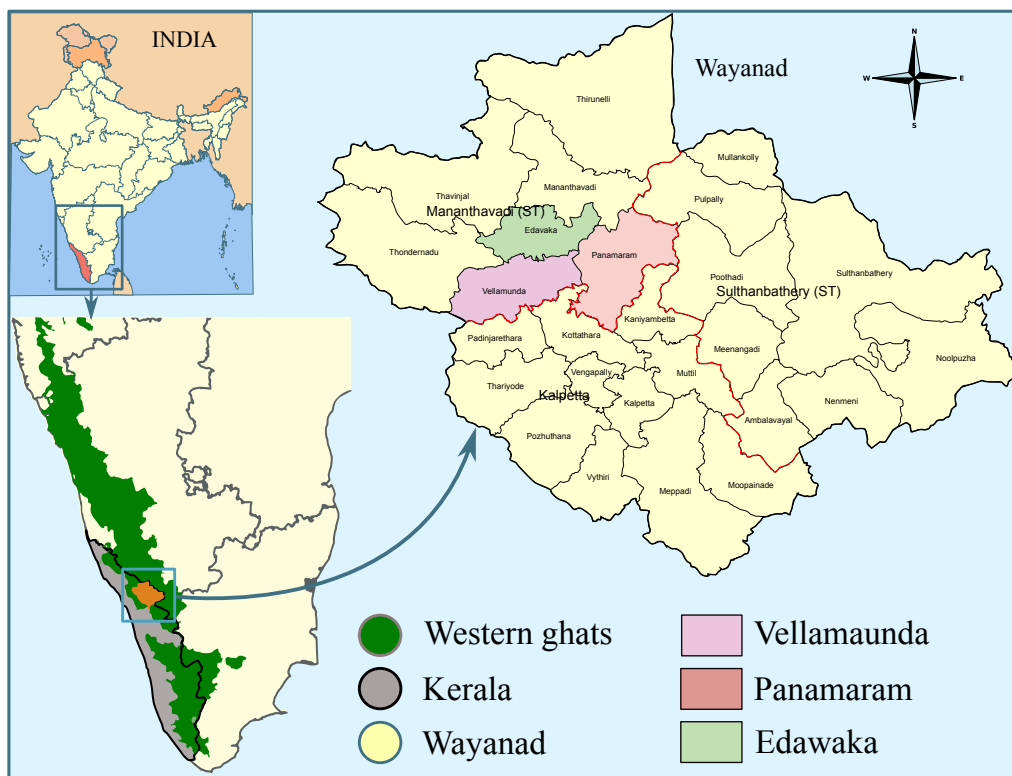 INDIA
Wayanad
N
W
E
S
Thirunelli
Mullankolly
Mananthavadi
Thavinjal
Pulpally
Mananthavadi (ST)
Edavaka
Thondernadu
Panamaram
Sulthanbathery
Poothadi
Vellamunda
Sulthanbathery (ST)
Kaniyambetta
Padinjarethara
Kottathara
Meenangadi
Noolpuzha
Vengapally
Muttil
Thariyode
Kalpetta
Kalpetta
Nenmeni
Ambalavayal
Pozhuthana
Vythiri
Moopainade
Meppadi
Western ghats
Kerala
Wayanad
Vellamaunda
Panamaram
Edawaka